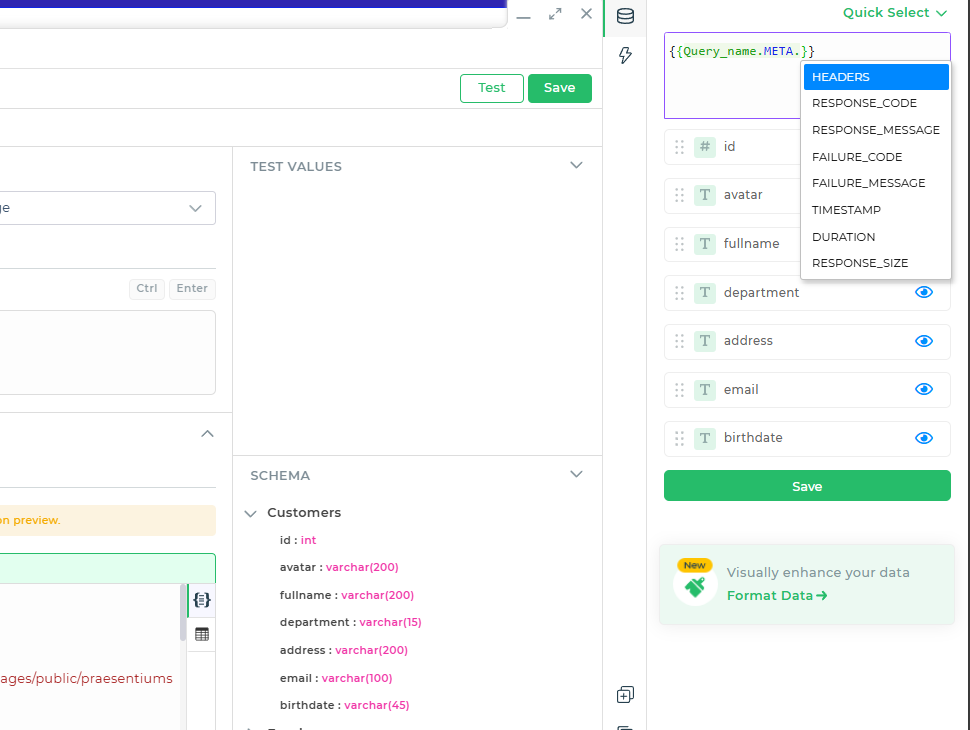 Test
Save
ge
Ctrl
Enter
on preview.
ages/public/praesentiums
TEST VALUES
SCHEMA
Customers
id : int
avatar : varchar(200)
fullname : varchar(200)
department : varchar(15)
address : varchar(200)
email : varchar(100)
birthdate : varchar(45)
Quick Select
{{Query_name.META.}}
HEADERS
RESPONSE_CODE
RESPONSE_MESSAGE
FAILURE_CODE
FAILURE_MESSAGE
TIMESTAMP
DURATION
RESPONSE_SIZE
# id
T avatar
T fullname
T department
T address
T email
T birthdate
Save
New
Visually enhance your data
Format Data